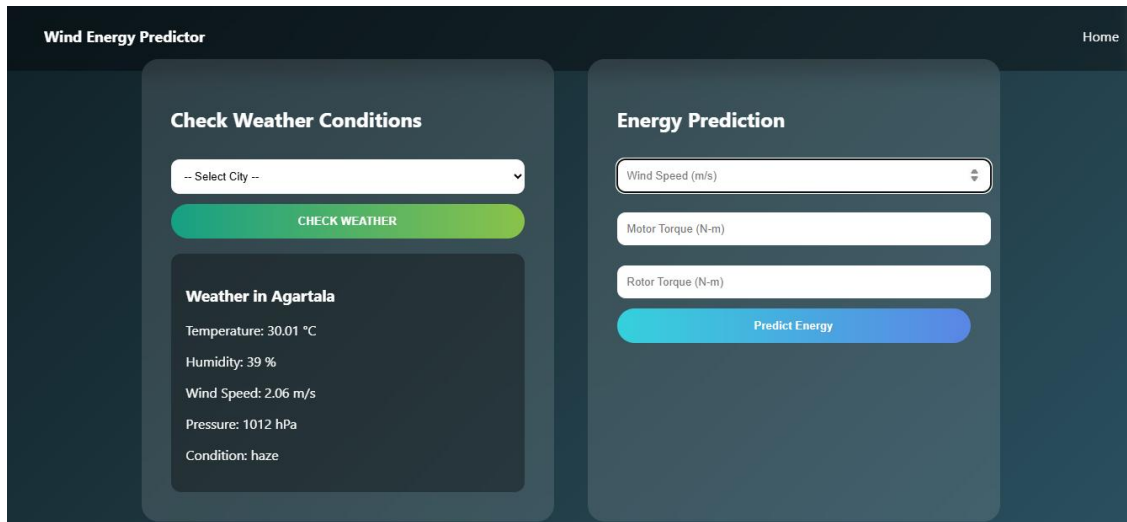 Wind Energy Predictor
Home
Check Weather Conditions
-- Select City --
CHECK WEATHER
Weather in Agartala
Temperature: 30.01 °C
Humidity: 39 %
Wind Speed: 2.06 m/s
Pressure: 1012 hPa
Condition: haze
Energy Prediction
Wind Speed (m/s)
Motor Torque (N-m)
Rotor Torque (N-m)
Predict Energy